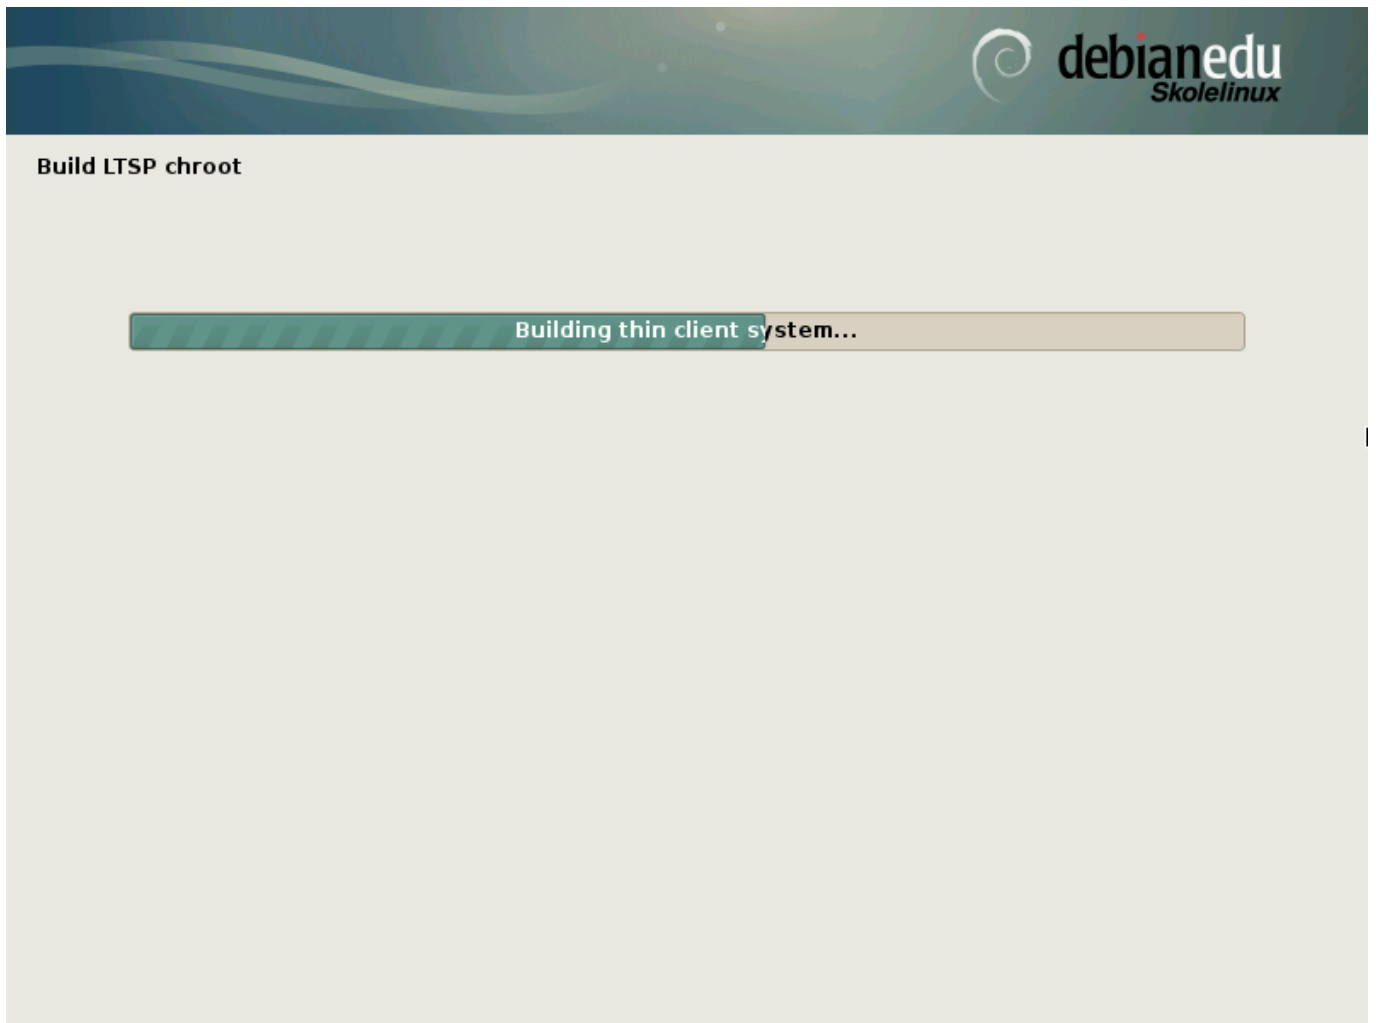 debianedu
Skolelinux
Build LTSP chroot
Building thin client system...